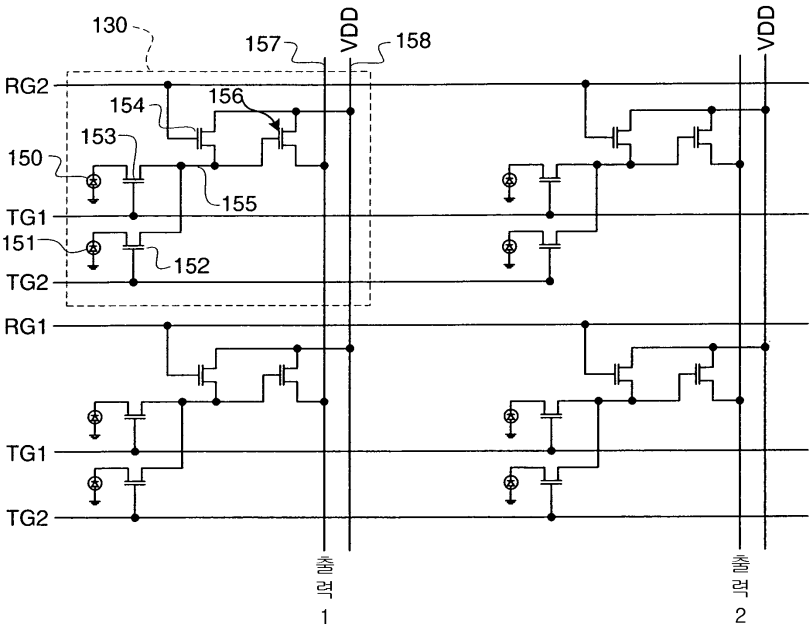 130
157
VDD
158
VDD
RG2
154
156
153
150
155
TG1
151
152
TG2
RG1
TG1
TG2
출력
1
출력
2